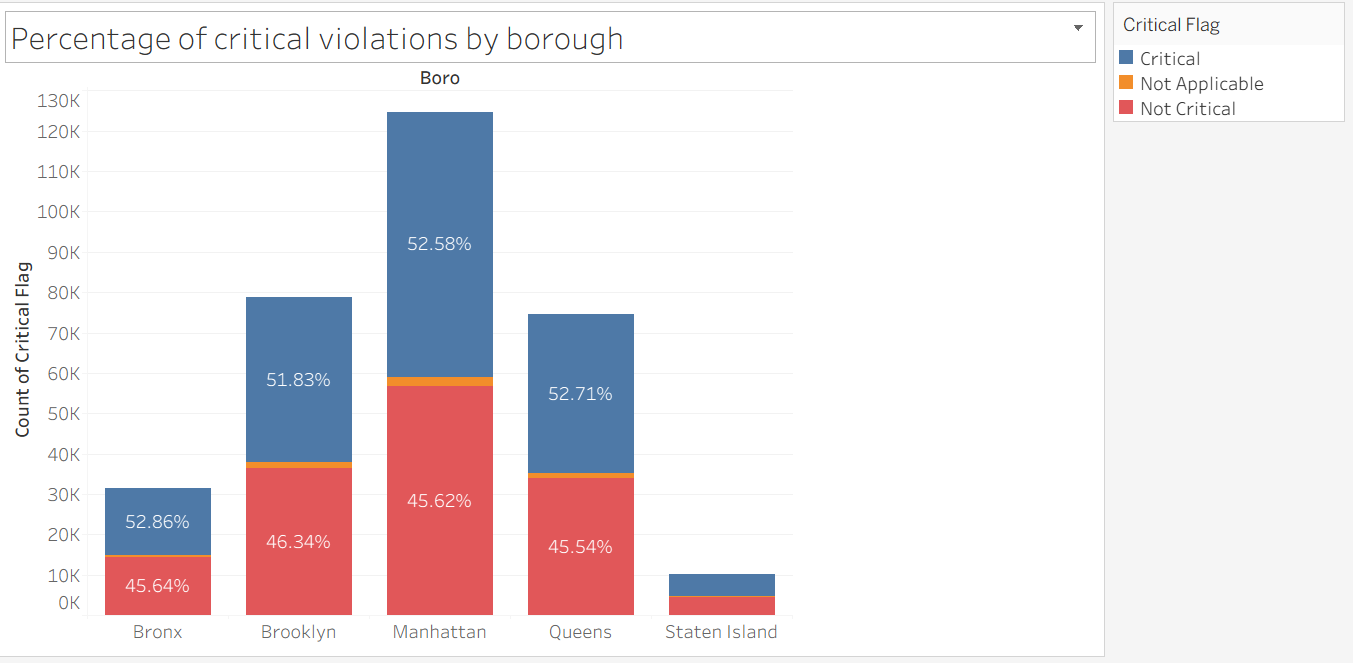 Percentage of critical violations by borough
Critical Flag
Critical
Not Applicable
Not Critical
Boro
Count of Critical Flag
130K
120K
110K
100K
90K
80K
70K
60K
50K
40K
30K
20K
10K
0K
52.58%
51.83%
52.71%
45.62%
52.86%
46.34%
45.54%
45.64%
Bronx
Brooklyn
Manhattan
Queens
Staten Island